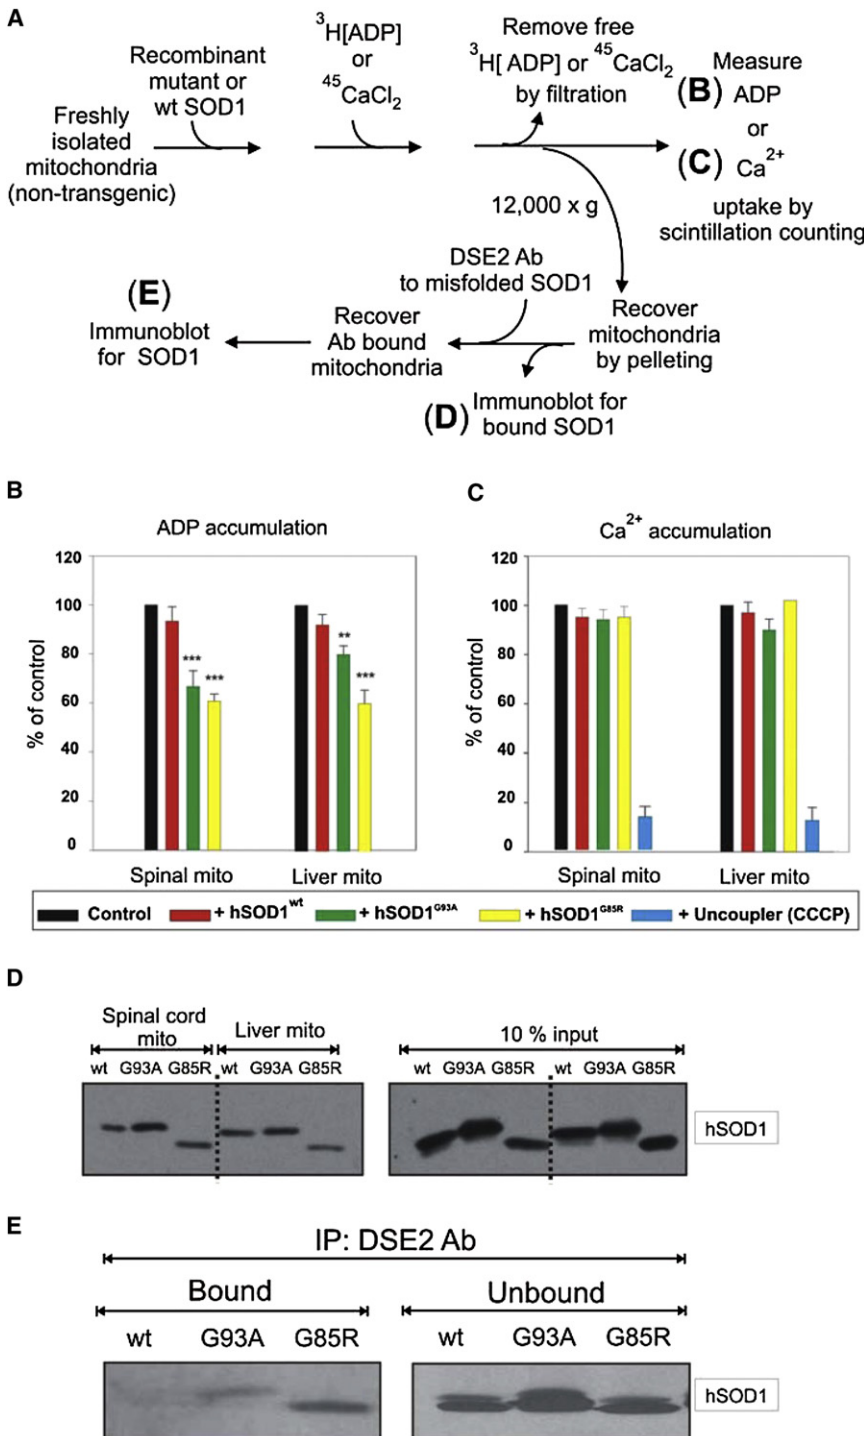 A
Recombinant
mutant or
wt SOD1
³H[ADP]
or
⁴⁵CaCl₂
Remove free
³H[ ADP] or ⁴⁵CaCl₂
by filtration
Measure
(B) ADP
or
(C) Ca²⁺
uptake by
scintillation counting
Freshly
isolated
mitochondria
(non-transgenic)
12,000 x g
DSE2 Ab
to misfolded SOD1
Recover
mitochondria
by pelleting
Recover
Ab bound
mitochondria
(E)
Immunoblot
for SOD1
(D) Immunoblot for
bound SOD1
B
ADP accumulation
% of control
120
100
80
60
40
20
0
***
***
**
***
Spinal mito
Liver mito
C
Ca²⁺ accumulation
% of control
120
100
80
60
40
20
0
Spinal mito
Liver mito
Control
+ hSOD1ʷᵗ
+ hSOD1ᴳ⁹³ᴬ
+ hSOD1ᴳ⁸⁵ᴿ
+ Uncoupler (CCCP)
D
Spinal cord
mito
Liver mito
10 % input
wt G93A G85R wt G93A G85R
wt G93A G85R wt G93A G85R
hSOD1
E
IP: DSE2 Ab
Bound
Unbound
wt G93A G85R
wt G93A G85R
hSOD1